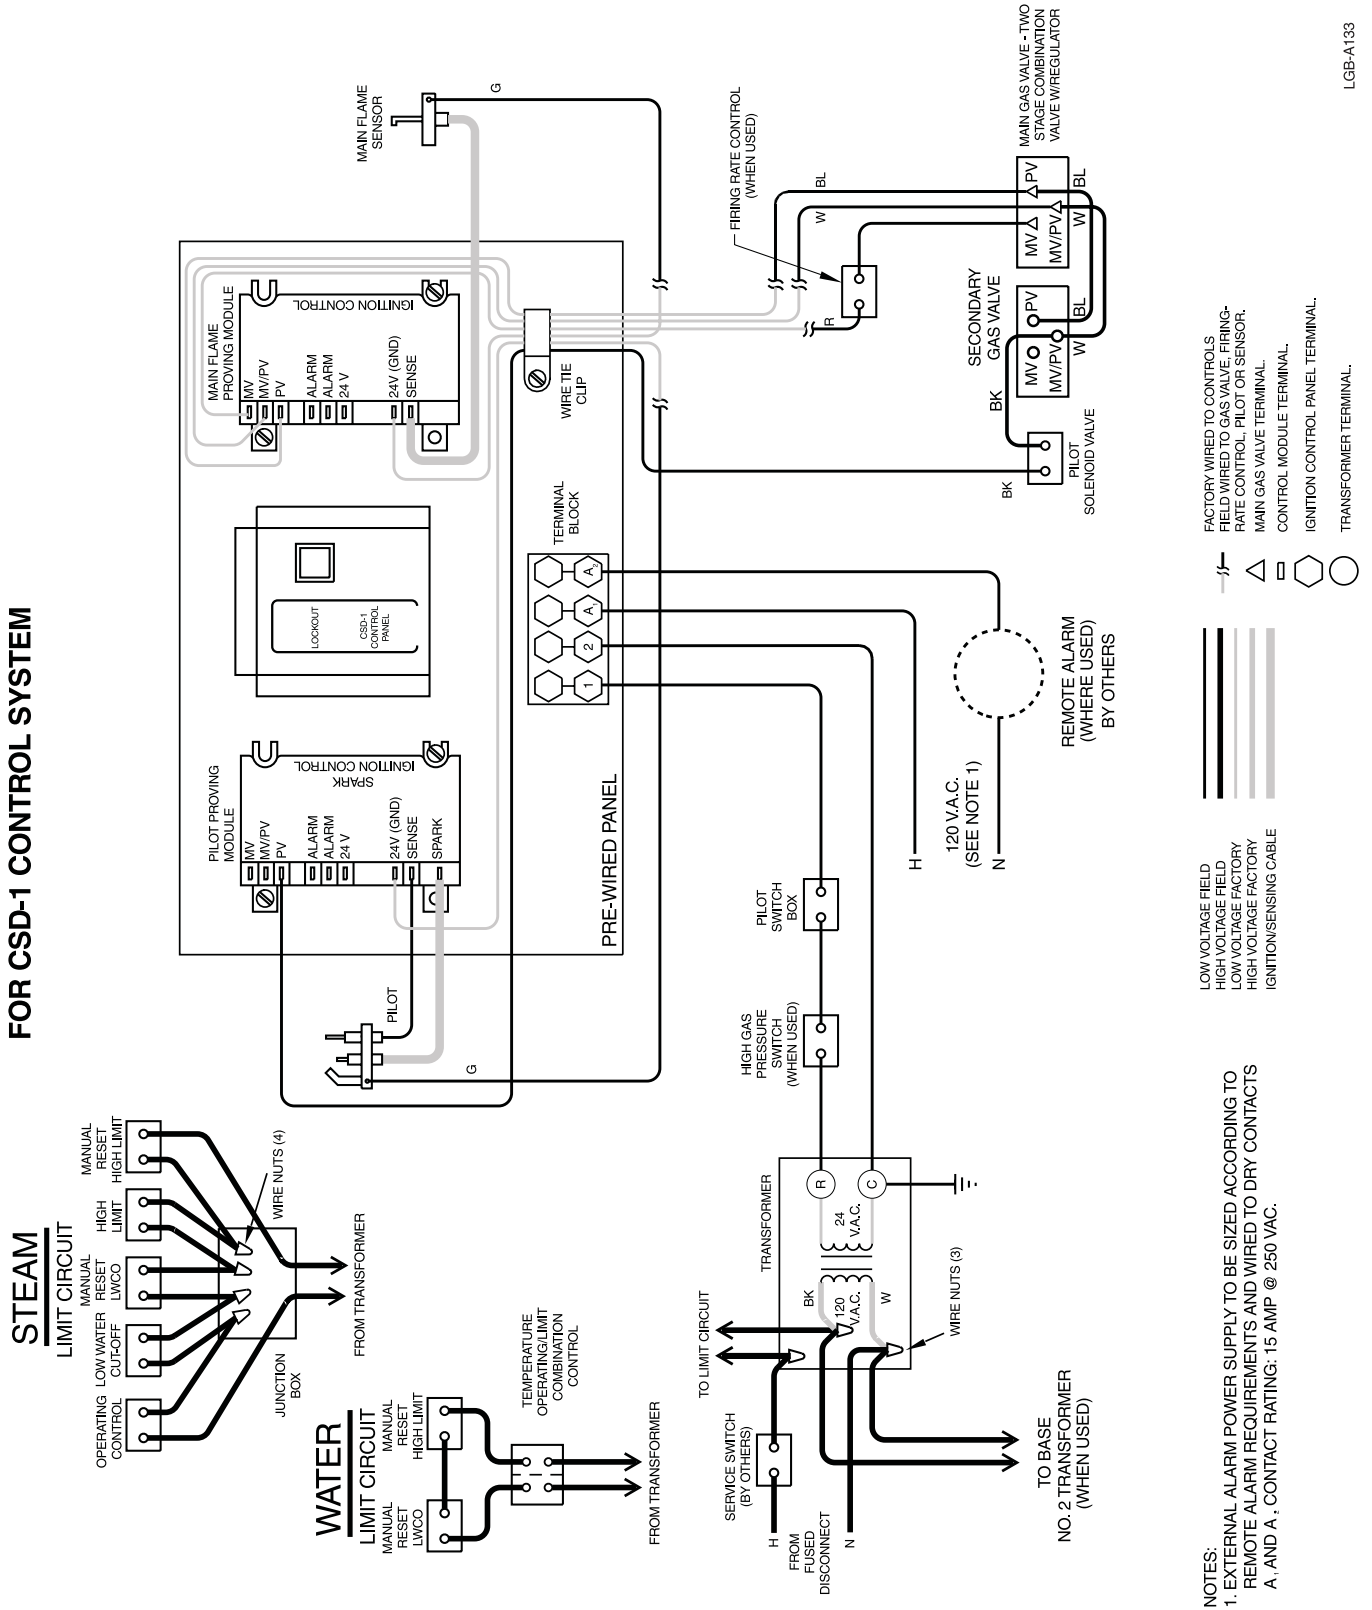 FOR CSD-1 CONTROL SYSTEM
STEAM
LIMIT CIRCUIT
OPERATING
CONTROL
LOW WATER
CUT-OFF
MANUAL
RESET
LWCO
HIGH
LIMIT
MANUAL
RESET
HIGH LIMIT
WIRE NUTS (4)
JUNCTION
BOX
FROM TRANSFORMER
WATER
LIMIT CIRCUIT
MANUAL
RESET
LWCO
MANUAL
RESET
HIGH LIMIT
TEMPERATURE
OPERATING/LIMIT
COMBINATION
CONTROL
FROM TRANSFORMER
PILOT PROVING
MODULE
MV
MV/PV
PV
ALARM
ALARM
24 V
24V (GND)
SENSE
SPARK
SPARK
IGNITION CONTROL
PILOT
G
LOCKOUT
CSD-1
CONTROL
PANEL
PRE-WIRED PANEL
MAIN FLAME
PROVING MODULE
MV
MV/PV
PV
ALARM
ALARM
24 V
24V (GND)
SENSE
IGNITION CONTROL
MAIN FLAME
SENSOR
G
WIRE TIE
CLIP
TERMINAL
BLOCK
1
2
A1
A2
SERVICE SWITCH
(BY OTHERS)
H
FROM
FUSED
DISCONNECT
N
TO LIMIT CIRCUIT
TRANSFORMER
BK
120
V.A.C.
W
24
V.A.C.
R
C
WIRE NUTS (3)
TO BASE
NO. 2 TRANSFORMER
(WHEN USED)
HIGH GAS
PRESSURE
SWITCH
(WHEN USED)
PILOT
SWITCH
BOX
H
120 V.A.C.
(SEE NOTE 1)
N
REMOTE ALARM
(WHERE USED)
BY OTHERS
FIRING RATE CONTROL
(WHEN USED)
R
BL
W
BK
BK
PILOT
SOLENOID VALVE
SECONDARY
GAS VALVE
MV
PV
MV/PV
W
BL
MAIN GAS VALVE - TWO
STAGE COMBINATION
VALVE W/REGULATOR
MV
PV
MV/PV
W
BL
NOTES:
1. EXTERNAL ALARM POWER SUPPLY TO BE SIZED ACCORDING TO
REMOTE ALARM REQUIREMENTS AND WIRED TO DRY CONTACTS
A, AND A, CONTACT RATING: 15 AMP @ 250 VAC.
LOW VOLTAGE FIELD
HIGH VOLTAGE FIELD
LOW VOLTAGE FACTORY
HIGH VOLTAGE FACTORY
IGNITION/SENSING CABLE
FACTORY WIRED TO CONTROLS
FIELD WIRED TO GAS VALVE, FIRING-
RATE CONTROL, PILOT OR SENSOR.
MAIN GAS VALVE TERMINAL.
CONTROL MODULE TERMINAL.
IGNITION CONTROL PANEL TERMINAL.
TRANSFORMER TERMINAL.
LGB-A133